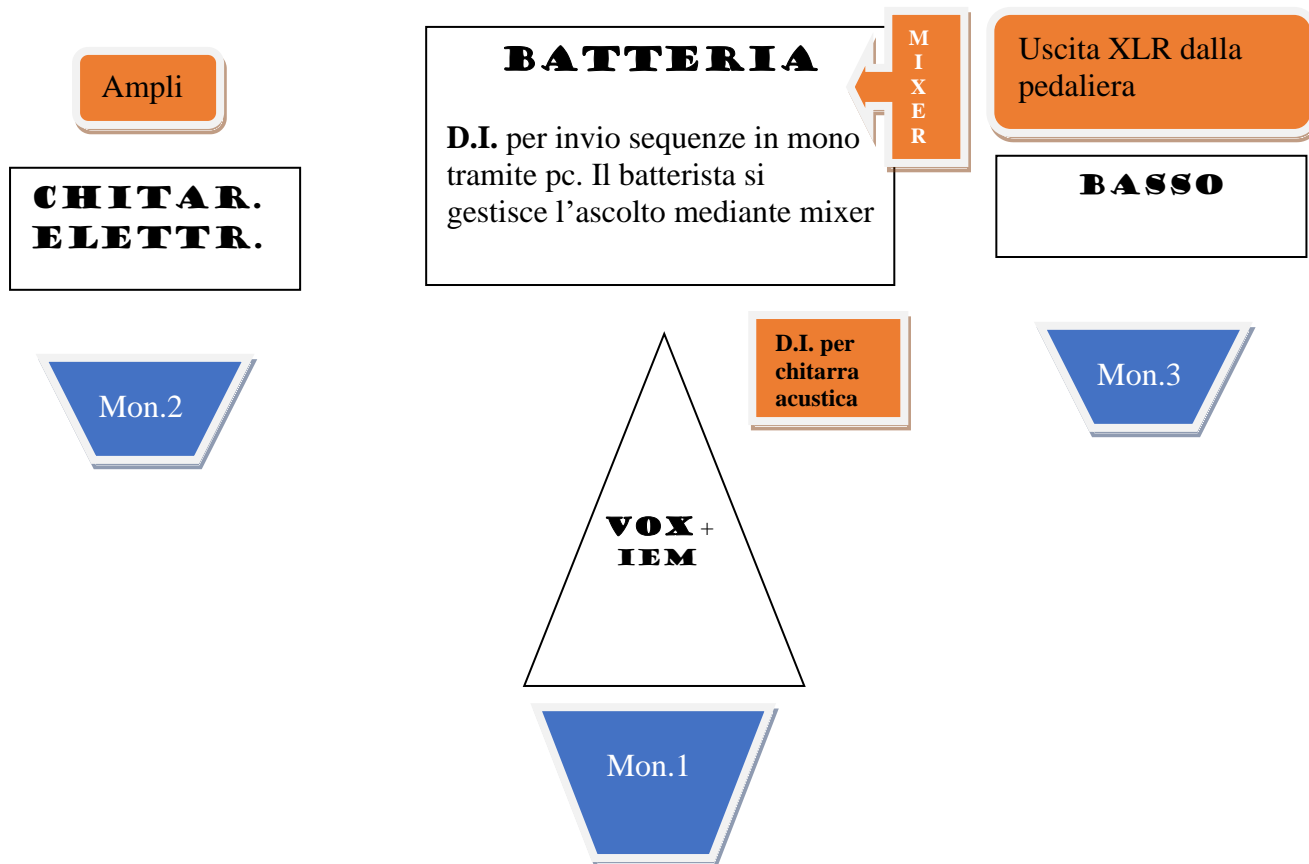 Ampli
CHITAR.
ELETTR.
Mon.2
BATTERIA
D.I. per invio sequenze in mono
tramite pc. Il batterista si
gestisce l’ascolto mediante mixer
M
I
X
E
R
Uscita XLR dalla
pedaliera
BASSO
Mon.3
D.I. per
chitarra
acustica
VOX +
IEM
Mon.1